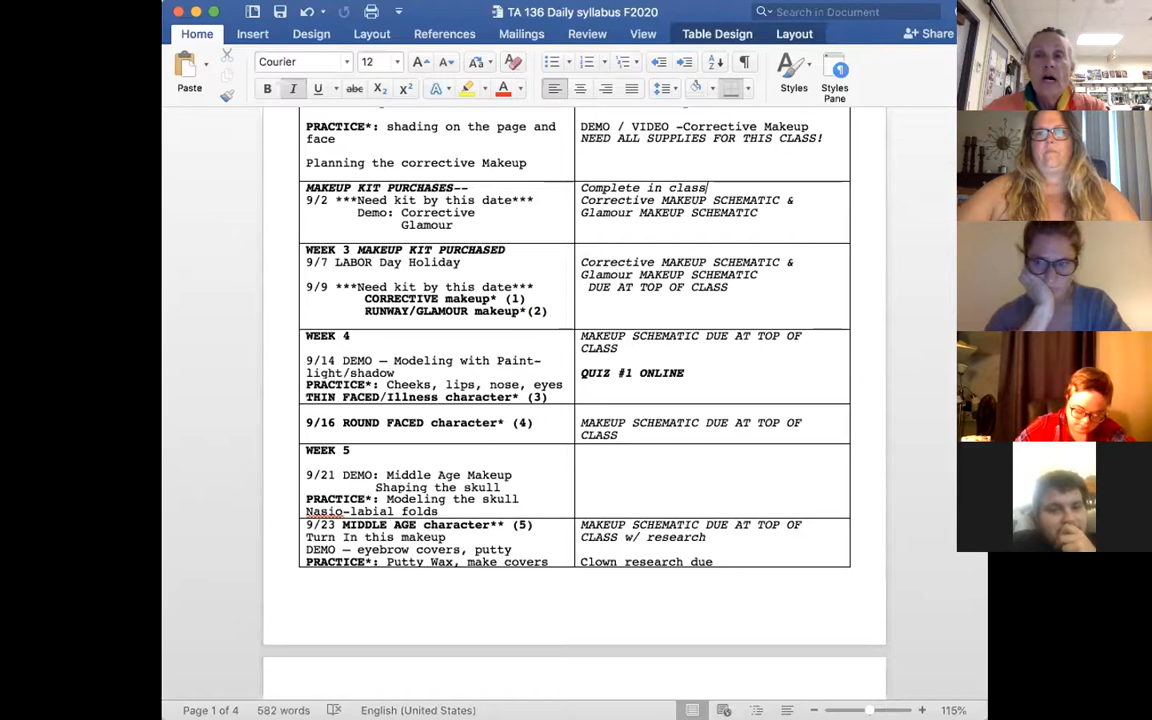 TA 136 Daily syllabus F2020
Search in Document
Home Insert Design Layout References Mailings Review View Table Design Layout Share
Paste
Courier 12
Styles
Styles Pane
PRACTICE*: shading on the page and face
Planning the corrective Makeup
DEMO / VIDEO –Corrective Makeup
NEED ALL SUPPLIES FOR THIS CLASS!
MAKEUP KIT PURCHASES--
9/2 ***Need kit by this date***
Demo: Corrective
Glamour
Complete in class
Corrective MAKEUP SCHEMATIC &
Glamour MAKEUP SCHEMATIC
WEEK 3 MAKEUP KIT PURCHASED
9/7 LABOR Day Holiday
9/9 ***Need kit by this date***
CORRECTIVE makeup* (1)
RUNWAY/GLAMOUR makeup*(2)
Corrective MAKEUP SCHEMATIC &
Glamour MAKEUP SCHEMATIC
DUE AT TOP OF CLASS
WEEK 4
9/14 DEMO – Modeling with Paint-
light/shadow
PRACTICE*: Cheeks, lips, nose, eyes
THIN FACED/Illness character* (3)
MAKEUP SCHEMATIC DUE AT TOP OF
CLASS
QUIZ #1 ONLINE
9/16 ROUND FACED character* (4)
MAKEUP SCHEMATIC DUE AT TOP OF
CLASS
WEEK 5
9/21 DEMO: Middle Age Makeup
Shaping the skull
PRACTICE*: Modeling the skull
Nasio-labial folds
9/23 MIDDLE AGE character** (5)
Turn In this makeup
DEMO – eyebrow covers, putty
PRACTICE*: Putty Wax, make covers
MAKEUP SCHEMATIC DUE AT TOP OF
CLASS w/ research
Clown research due
Page 1 of 4 582 words English (United States) 115%